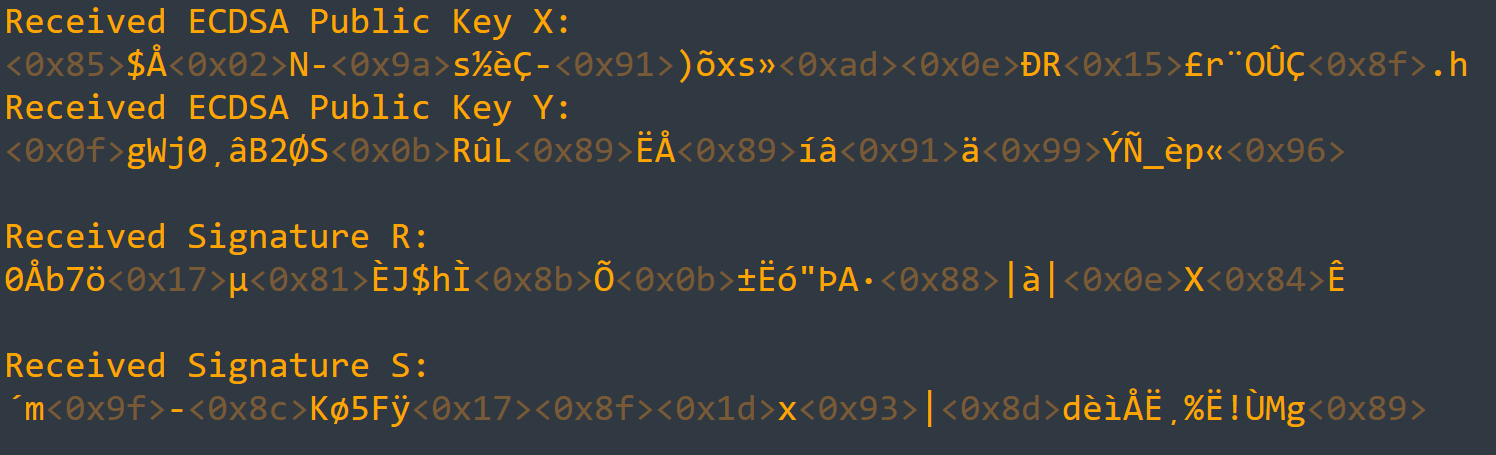 Received ECDSA Public Key X:
<0x85>$Å<0x02>N-<0x9a>s½èÇ-<0x91>)õxs»<0xad><0x0e>ÐR<0x15>£r¨OÛÇ<0x8f>.h
Received ECDSA Public Key Y:
<0x0f>gWj0¸âB2ØS<0x0b>RûL<0x89>ËÅ<0x89>íâ<0x91>ä<0x99>ÝÑ_èp«<0x96>
Received Signature R:
0Åb7ö<0x17>µ<0x81>ÈJ$hÌ<0x8b>Õ<0x0b>±Ëó"ÞA·<0x88>|à|<0x0e>X<0x84>Ê
Received Signature S:
´m<0x9f>-<0x8c>Kø5Fÿ<0x17><0x8f><0x1d>x<0x93>|<0x8d>dèìÅË¸%Ë!ÙMg<0x89>